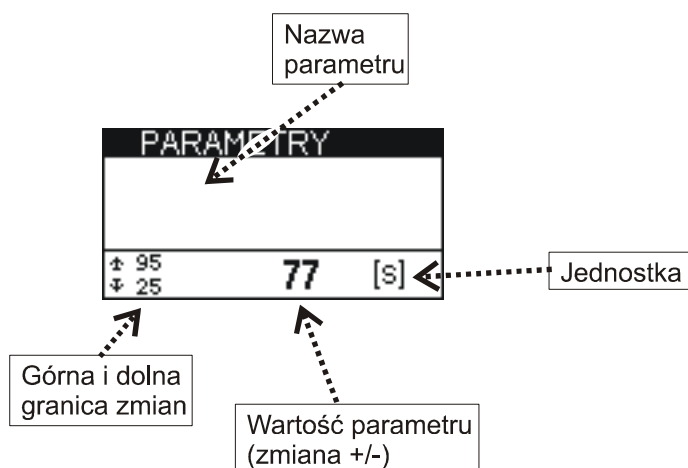 Nazwa
parametru
PARAMETRY
95
25
77
[s]
Jednostka
Górna i dolna
granica zmian
Wartość parametru
(zmiana +/-)